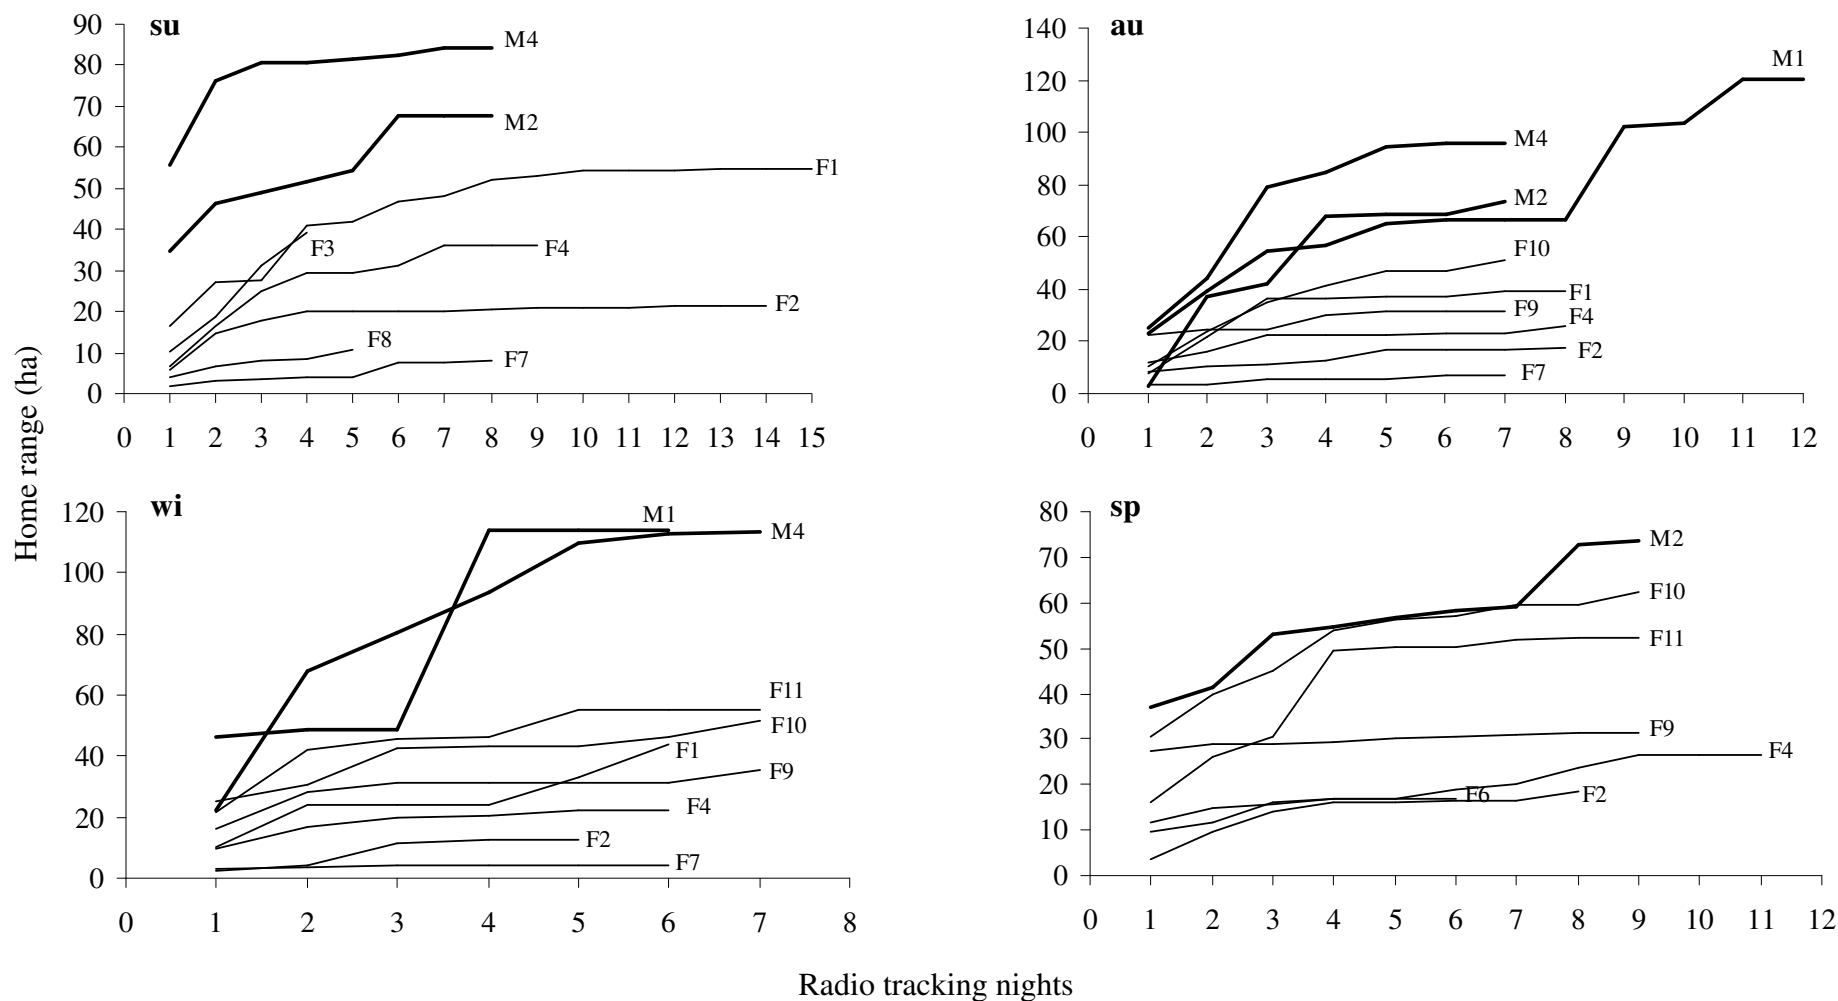 su
90
80
70
60
50
40
30
20
10
0
M4
M2
F1
F3
F4
F2
F8
F7
0 1 2 3 4 5 6 7 8 9 10 11 12 13 14 15
au
140
120
100
80
60
40
20
0
M1
M4
M2
F10
F1
F9
F4
F2
F7
0 1 2 3 4 5 6 7 8 9 10 11 12
Home range (ha)
wi
120
100
80
60
40
20
0
M1
M4
F11
F10
F1
F9
F4
F2
F7
0 1 2 3 4 5 6 7 8
sp
80
70
60
50
40
30
20
10
0
M2
F10
F11
F9
F4
F6
F2
0 1 2 3 4 5 6 7 8 9 10 11 12
Radio tracking nights